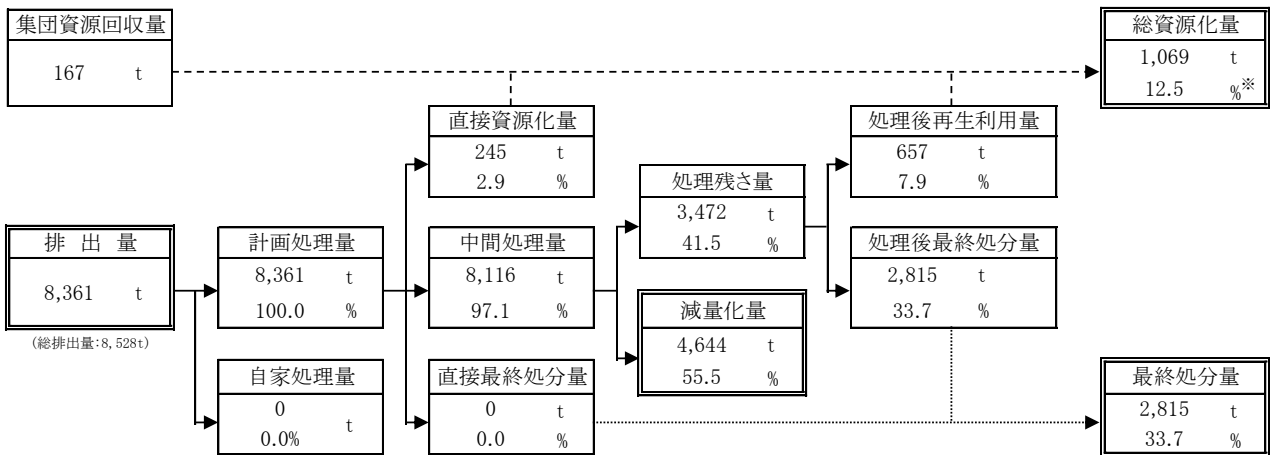 集団資源回収量
167 t
総資源化量
1,069 t
12.5 %※
直接資源化量
245 t
2.9 %
処理後再生利用量
657 t
7.9 %
処理残さ量
3,472 t
41.5 %
排出量
8,361 t
(総排出量:8,528t)
計画処理量
8,361 t
100.0 %
中間処理量
8,116 t
97.1 %
処理後最終処分量
2,815 t
33.7 %
減量化量
4,644 t
55.5 %
自家処理量
0 t
0.0%
直接最終処分量
0 t
0.0 %
最終処分量
2,815 t
33.7 %